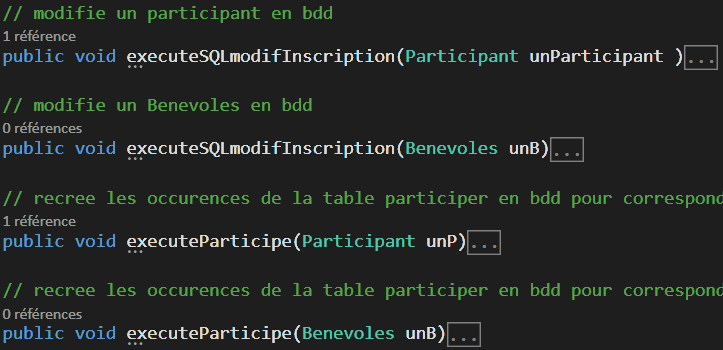 // modifie un participant en bdd
1 référence
public void executeSQLmodifInscription(Participant unParticipant )...
// modifie un Benevoles en bdd
0 références
public void executeSQLmodifInscription(Benevoles unB)...
// recree les occurences de la table participer en bdd pour correspond
1 référence
public void executeParticipe(Participant unP)...
// recree les occurences de la table participer en bdd pour correspond
0 références
public void executeParticipe(Benevoles unB)...